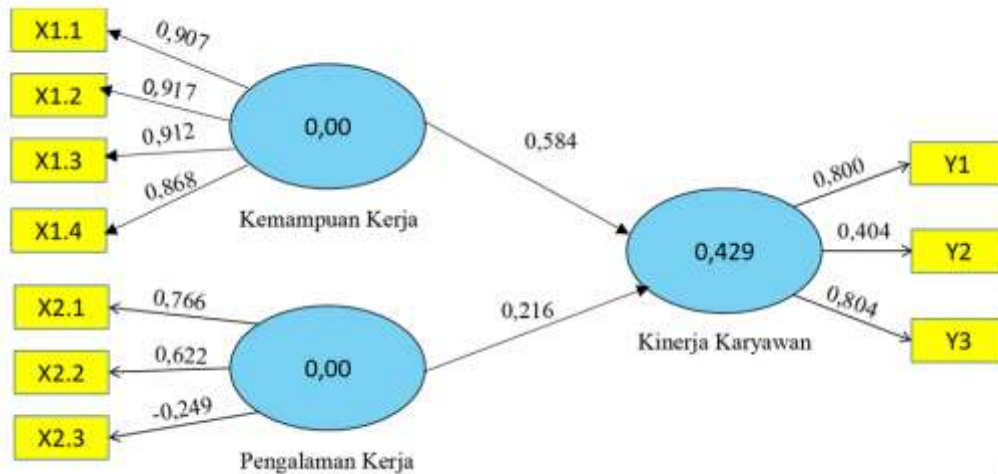 X1.1
0,907
X1.2
0,917
X1.3
0,912
X1.4
0,868
0,00
Kemampuan Kerja
0,584
X2.1
0,766
X2.2
0,622
X2.3
-0,249
0,00
Pengalaman Kerja
0,216
0,429
Kinerja Karyawan
0,800
Y1
0,404
Y2
0,804
Y3